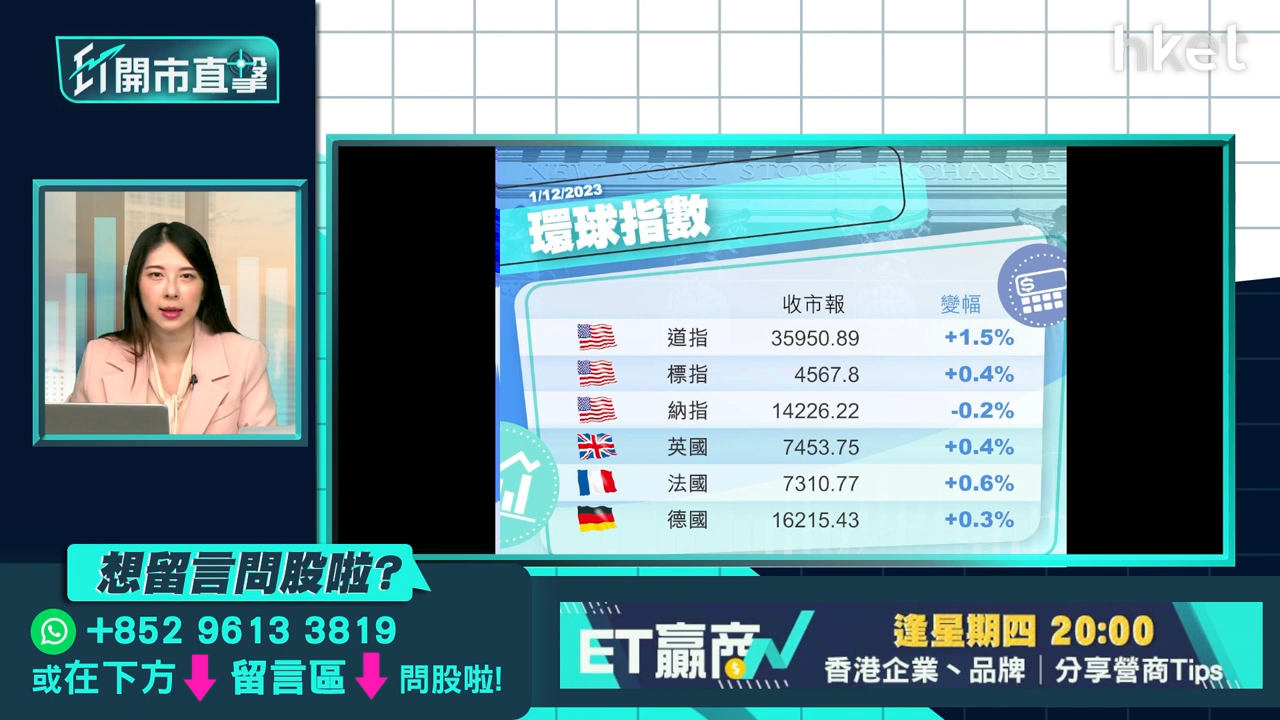 ET開市直擊
hket
NEW YORK STOCK EXCHANGE
1/12/2023
環球指數
收市報 變幅
道指 35950.89 +1.5%
標指 4567.8 +0.4%
納指 14226.22 -0.2%
英國 7453.75 +0.4%
法國 7310.77 +0.6%
德國 16215.43 +0.3%
想留言問股啦?
+852 9613 3819
或在下方 留言區 問股啦!
ET贏商
逢星期四 20:00
香港企業、品牌｜分享營商Tips